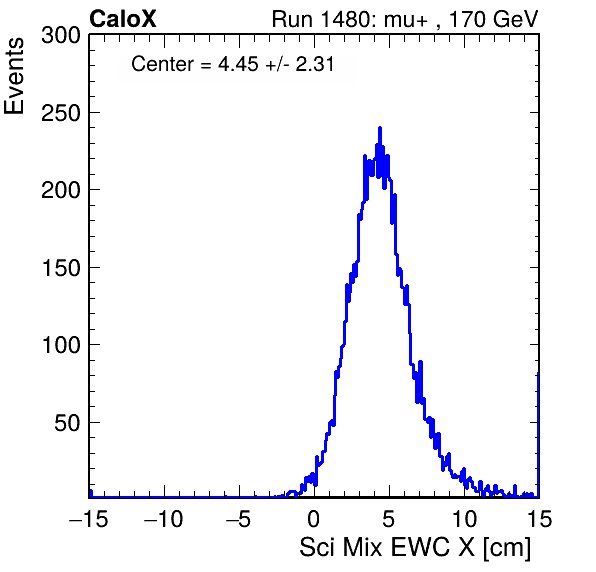 CaloX Run 1480: mu+ , 170 GeV
Center = 4.45 +/- 2.31
Events
300
250
200
150
100
50
−15 −10 −5 0 5 10 15
Sci Mix EWC X [cm]